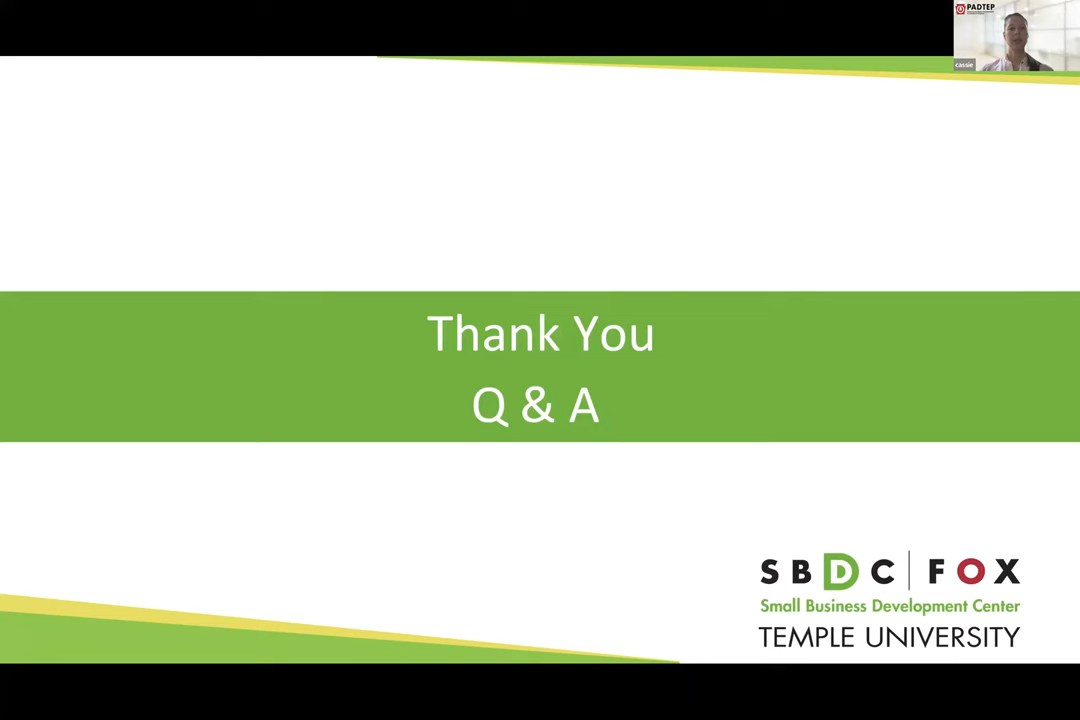 PADTEP
cassie
Thank You
Q & A
SBDC | FOX
Small Business Development Center
TEMPLE UNIVERSITY